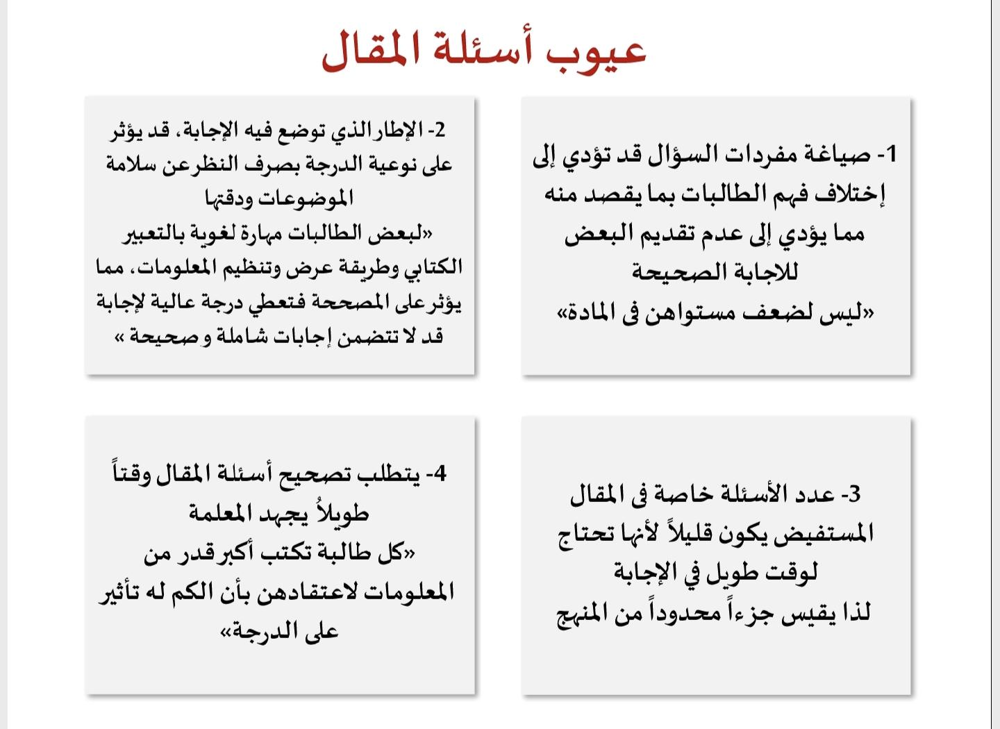 عيوب أسئلة المقال
1- صياغة مفردات السؤال قد تؤدي إلى
إختلاف فهم الطالبات بما يقصد منه
مما يؤدي إلى عدم تقديم البعض
للاجابة الصحيحة
«ليس لضعف مستواهن فى المادة»
2- الإطار الذي توضع فيه الإجابة، قد يؤثر
على نوعية الدرجة بصرف النظر عن سلامة
الموضوعات ودقتها
«لبعض الطالبات مهارة لغوية بالتعبير
الكتابي وطريقة عرض وتنظيم المعلومات، مما
يؤثر على المصححة فتعطي درجة عالية لإجابة
قد لا تتضمن إجابات شاملة و صحيحة »
3- عدد الأسئلة خاصة فى المقال
المستفيض يكون قليلاً لأنها تحتاج
لوقت طويل في الإجابة
لذا يقيس جزءاً محدوداً من المنهج
4- يتطلب تصحيح أسئلة المقال وقتاً
طويلاُ يجهد المعلمة
«كل طالبة تكتب أكبر قدر من
المعلومات لاعتقادهن بأن الكم له تأثير
على الدرجة»